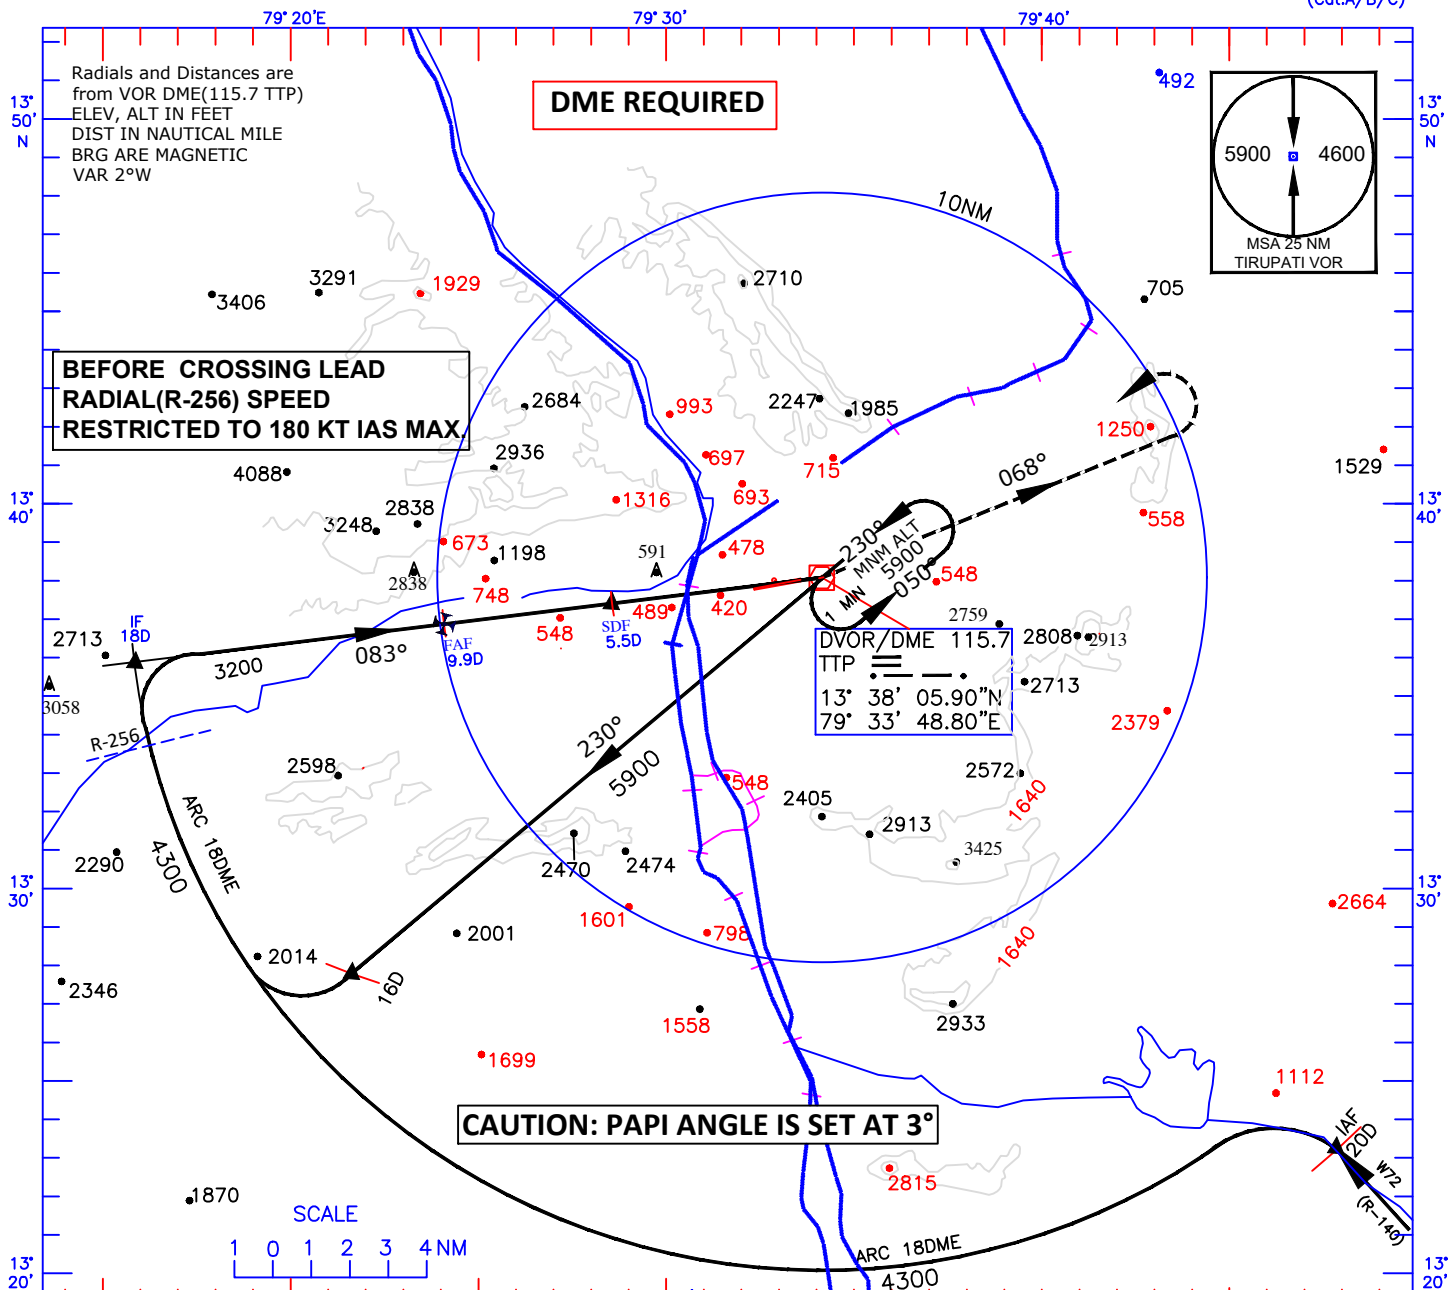 79° 20'E
79° 30'
79° 40'
(Cat.A/B/C)
Radials and Distances are
from VOR DME(115.7 TTP)
ELEV, ALT IN FEET
DIST IN NAUTICAL MILE
BRG ARE MAGNETIC
VAR 2°W
DME REQUIRED
492
13°
50'
N
13°
50'
N
5900
4600
MSA 25 NM
TIRUPATI VOR
10NM
3406
3291
1929
2710
705
BEFORE CROSSING LEAD
RADIAL(R-256) SPEED
RESTRICTED TO 180 KT IAS MAX
2684
993
2247
1985
1250
4088
2936
697
715
068°
1529
3248
2838
1316
693
13°
40'
13°
40'
558
673
1198
591
478
230°
MNM ALT
5900
050°
1 MIN
548
2838
748
489
420
2759
2808
2913
2713
IF
18D
548
SDF
5.5D
FAF
9.9D
083°
3200
DVOR/DME 115.7
TTP
13° 38' 05.90"N
79° 33' 48.80"E
2713
3058
R-256
230°
5900
2379
2598
548
2572
1640
ARC 18DME
4300
2405
2913
3425
2290
2470
2474
13°
30'
13°
30'
1601
2664
2001
798
1640
2014
16D
2346
1558
2933
1699
1112
CAUTION: PAPI ANGLE IS SET AT 3°
IAF
20D
W72
(R-140)
2815
1870
SCALE
1 0 1 2 3 4 NM
ARC 18DME
4300
13°
20'
13°
20'